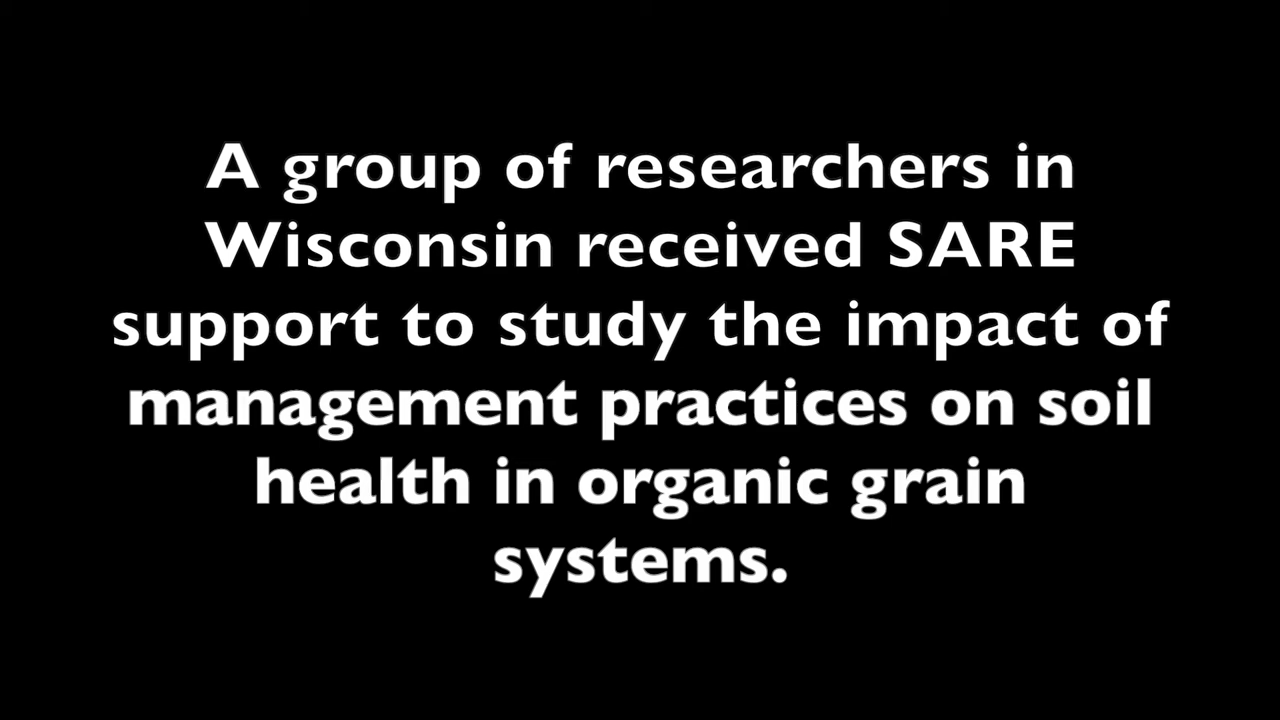 A group of researchers in
Wisconsin received SARE
support to study the impact of
management practices on soil
health in organic grain
systems.